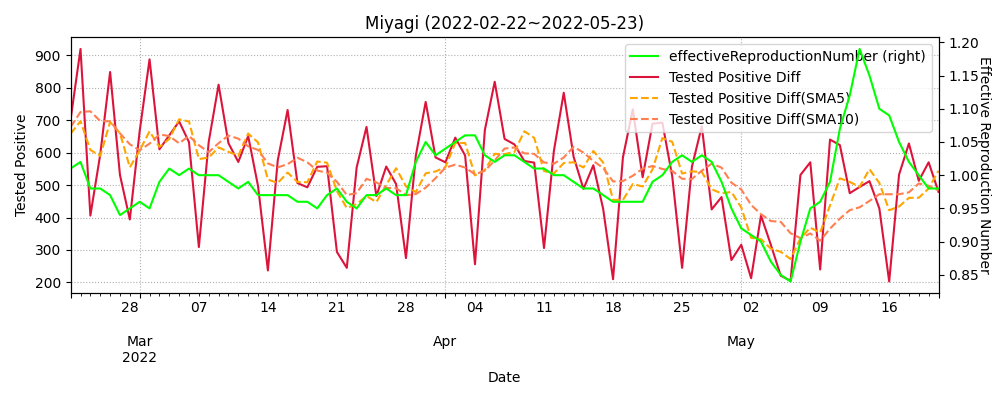 Miyagi (2022-02-22~2022-05-23)
effectiveReproductionNumber (right)
Tested Positive Diff
Tested Positive Diff(SMA5)
Tested Positive Diff(SMA10)
Tested Positive
900
800
700
600
500
400
300
200
1.20
1.15
1.10
1.05
1.00
0.95
0.90
0.85
Effective Reproduction Number
28 07 14 21 28 04 11 18 25 02 09 16
Mar Apr May
2022
Date